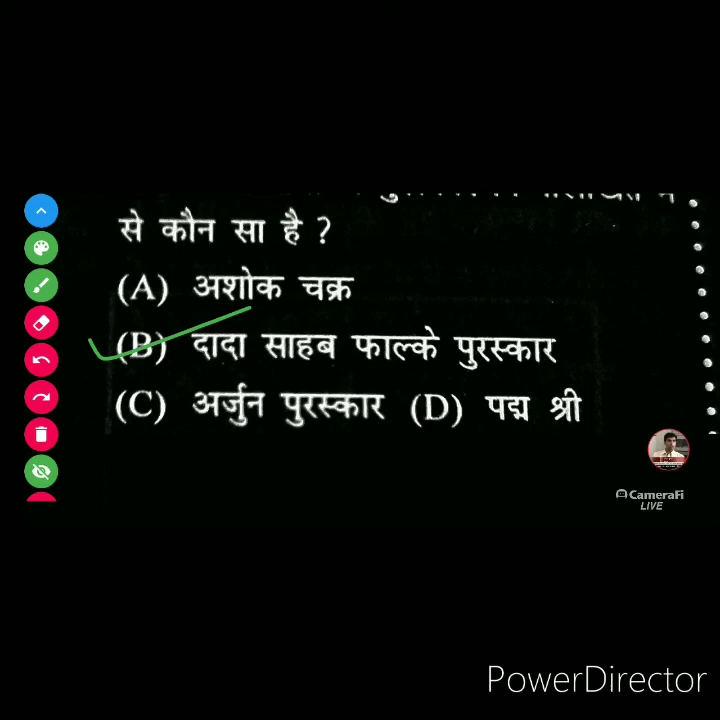 से कौन सा है ?
(A) अशोक चक्र
(B) दादा साहब फाल्के पुरस्कार
(C) अर्जुन पुरस्कार (D) पद्म श्री
CameraFi
LIVE
PowerDirector